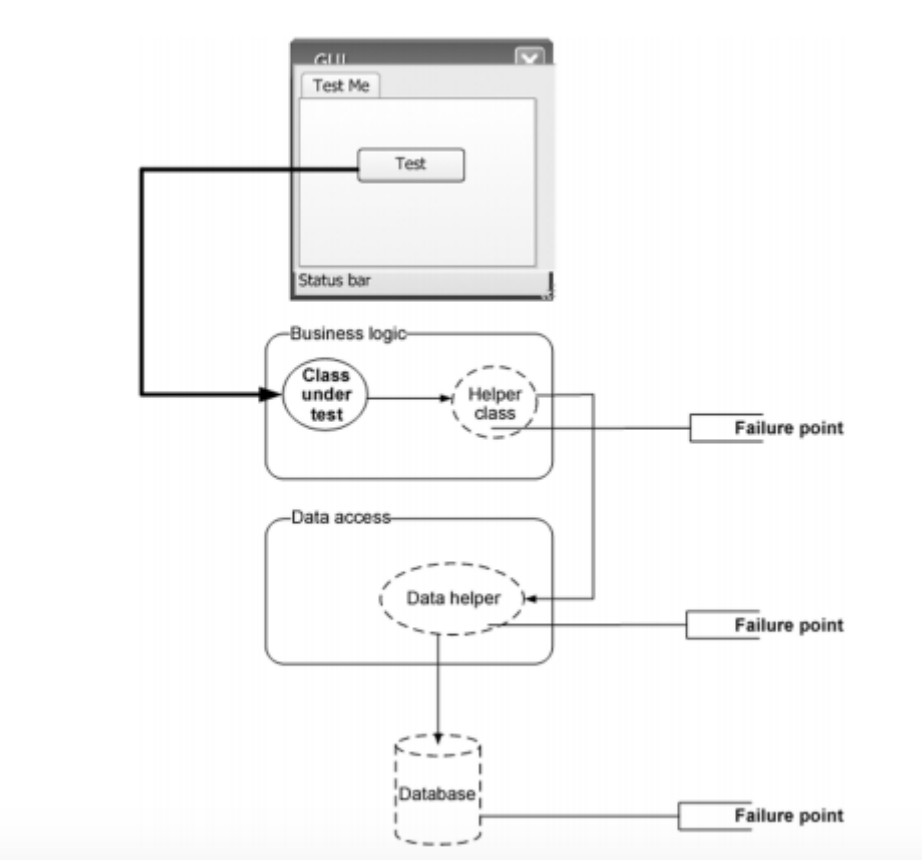 GUI
Test Me
Test
Status bar
Business logic
Class
under
test
Helper
class
Failure point
Data access
Data helper
Failure point
Database
Failure point